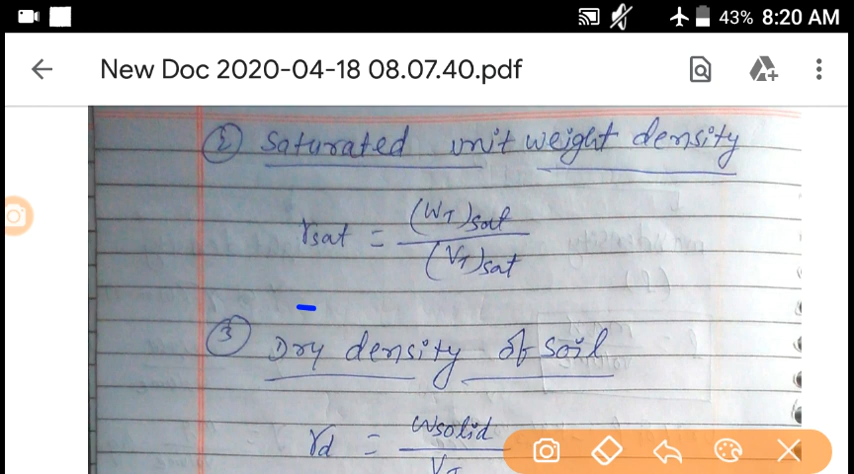 43% 8:20 AM
New Doc 2020-04-18 08.07.40.pdf
② Saturated unit weight density
γsat = (WT)sat / (VT)sat
③ Dry density of soil
γd = Wsolid / VT